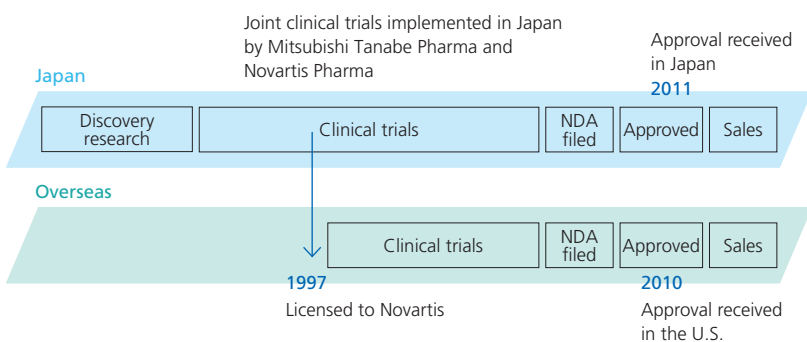 Joint clinical trials implemented in Japan
by Mitsubishi Tanabe Pharma and
Novartis Pharma
Approval received
in Japan
2011
Japan
Discovery
research
Clinical trials
NDA
filed
Approved
Sales
Overseas
Clinical trials
NDA
filed
Approved
Sales
1997
Licensed to Novartis
2010
Approval received
in the U.S.